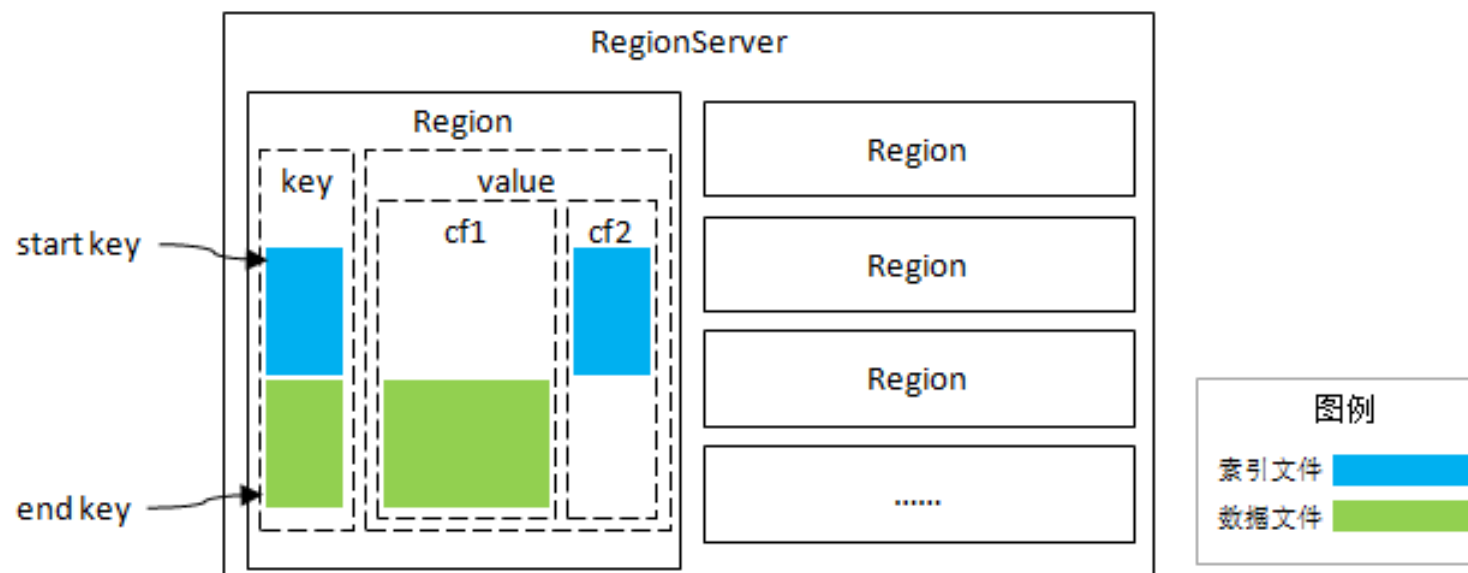 RegionServer
Region
key
value
cf1
cf2
start key
end key
Region
Region
Region
......
图例
索引文件
数据文件